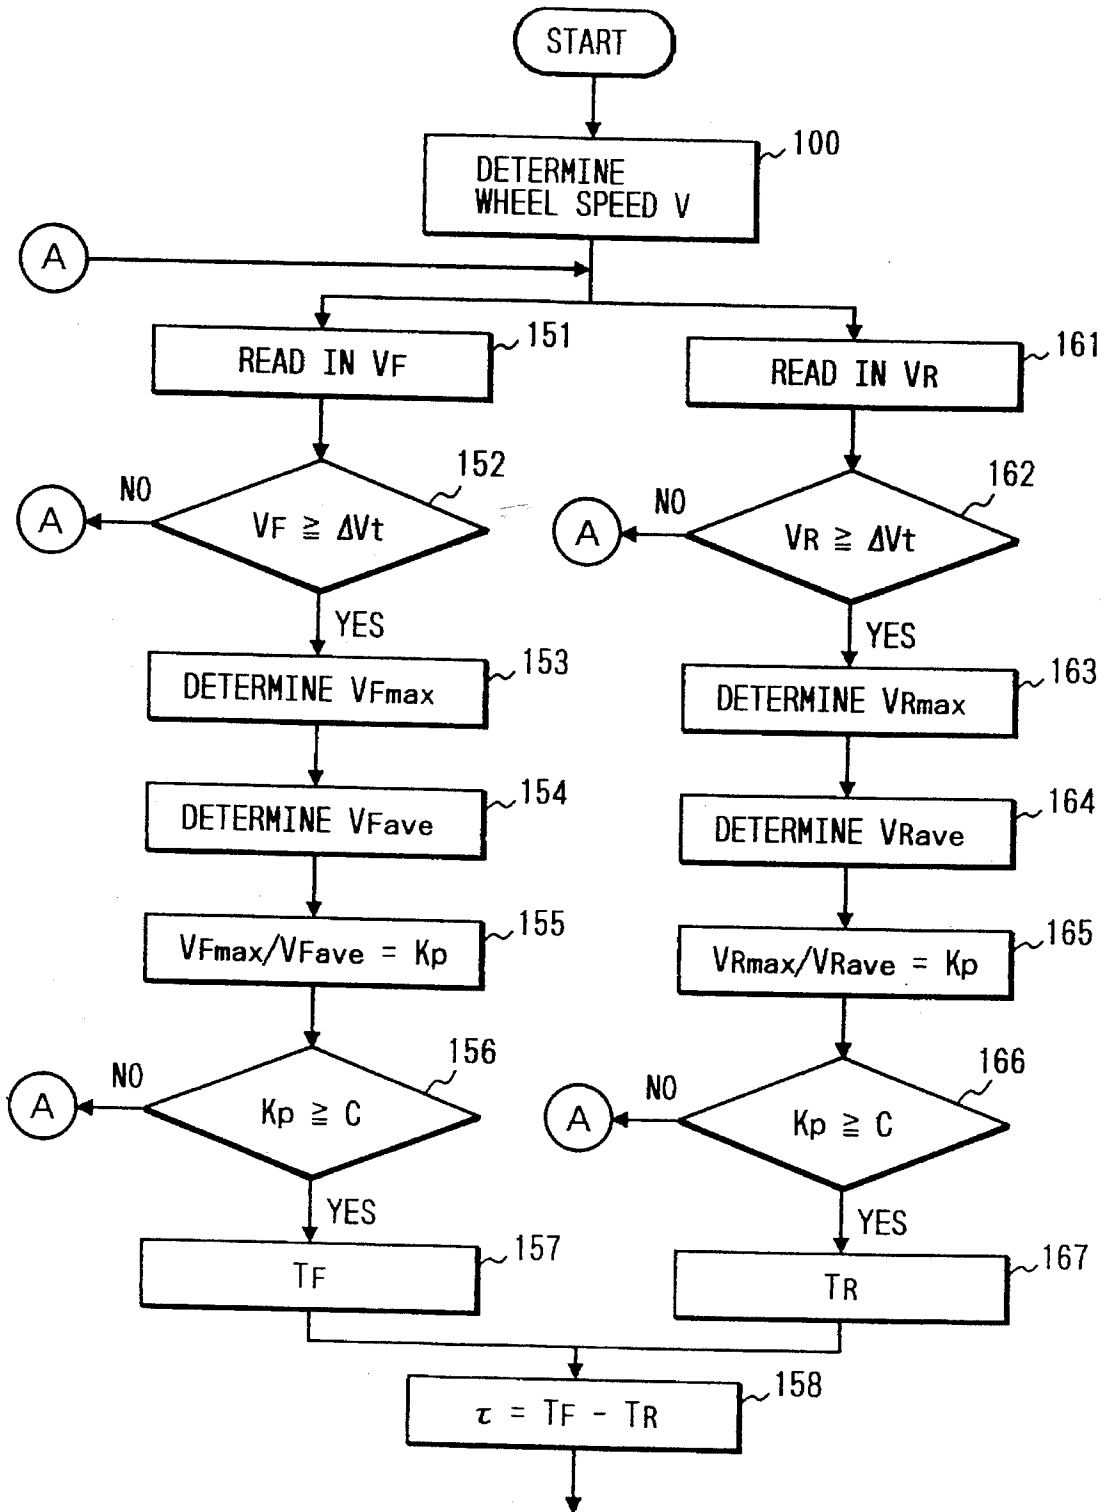 START
100
DETERMINE
WHEEL SPEED V
A
151
READ IN VF
161
READ IN VR
152
NO
A
VF ≧ ΔVt
162
NO
A
VR ≧ ΔVt
YES
YES
153
DETERMINE VFmax
163
DETERMINE VRmax
154
DETERMINE VFave
164
DETERMINE VRave
155
VFmax/VFave = Kp
165
VRmax/VRave = Kp
156
NO
A
Kp ≧ C
166
NO
A
Kp ≧ C
YES
YES
157
TF
167
TR
158
τ = TF - TR